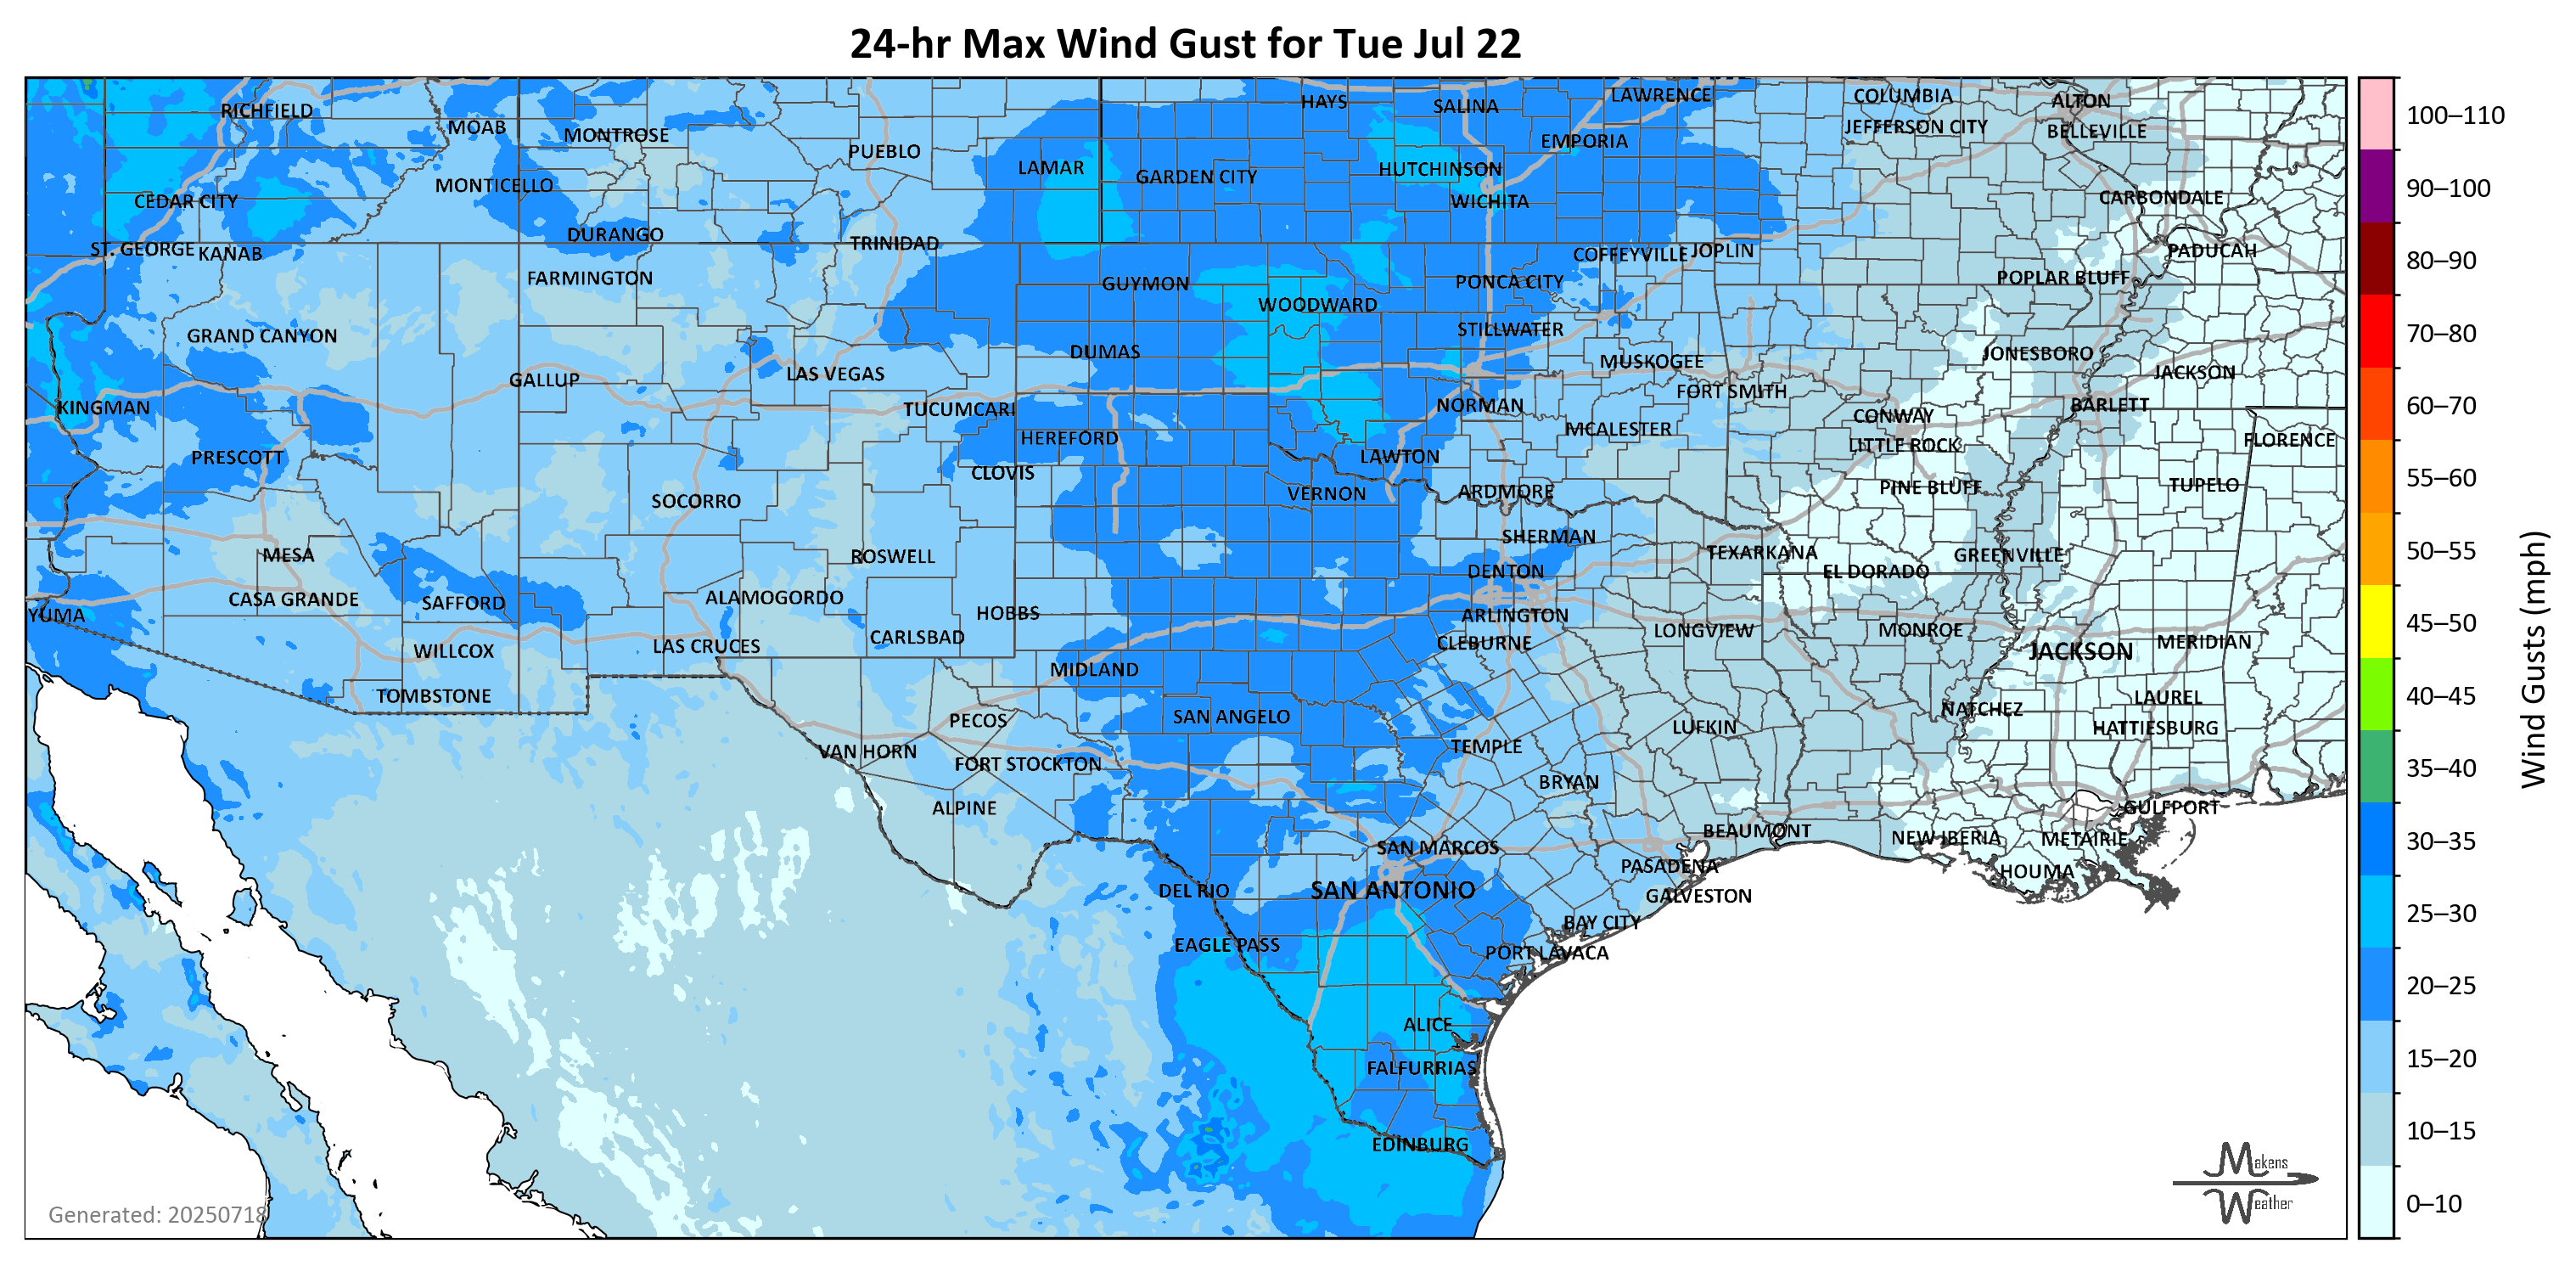 24-hr Max Wind Gust for Tue Jul 22
RICHFIELD
MOAB
MONTROSE
PUEBLO
LAMAR
GARDEN CITY
HAYS
SALINA
LAWRENCE
EMPORIA
HUTCHINSON
WICHITA
COLUMBIA
JEFFERSON CITY
ALTON
BELLEVILLE
CARBONDALE
PADUCAH
POPLAR BLUFF
CEDAR CITY
MONTICELLO
DURANGO
TRINIDAD
ST. GEORGE
KANAB
FARMINGTON
GUYMON
WOODWARD
PONCA CITY
COFFEYVILLE
JOPLIN
GRAND CANYON
GALLUP
LAS VEGAS
DUMAS
STILLWATER
MUSKOGEE
FORT SMITH
JONESBORO
JACKSON
BARLETT
KINGMAN
TUCUMCARI
HEREFORD
NORMAN
MCALESTER
CONWAY
LITTLE ROCK
FLORENCE
PRESCOTT
CLOVIS
LAWTON
VERNON
ARDMORE
PINE BLUFF
TUPELO
SOCORRO
ROSWELL
SHERMAN
TEXARKANA
GREENVILLE
MESA
DENTON
EL DORADO
CASA GRANDE
SAFFORD
ALAMOGORDO
HOBBS
ARLINGTON
YUMA
WILLCOX
LAS CRUCES
CARLSBAD
CLEBURNE
LONGVIEW
MONROE
JACKSON
MERIDIAN
TOMBSTONE
MIDLAND
PECOS
SAN ANGELO
LUFKIN
NATCHEZ
LAUREL
HATTIESBURG
VAN HORN
FORT STOCKTON
TEMPLE
BRYAN
ALPINE
BEAUMONT
NEW IBERIA
METAIRIE
GULFPORT
SAN MARCOS
PASADENA
HOUMA
DEL RIO
SAN ANTONIO
GALVESTON
BAY CITY
EAGLE PASS
PORT LAVACA
ALICE
FALFURRIAS
EDINBURG
Generated: 20250718
Makens
Weather
100–110
90–100
80–90
70–80
60–70
55–60
50–55
45–50
40–45
35–40
30–35
25–30
20–25
15–20
10–15
0–10
Wind Gusts (mph)